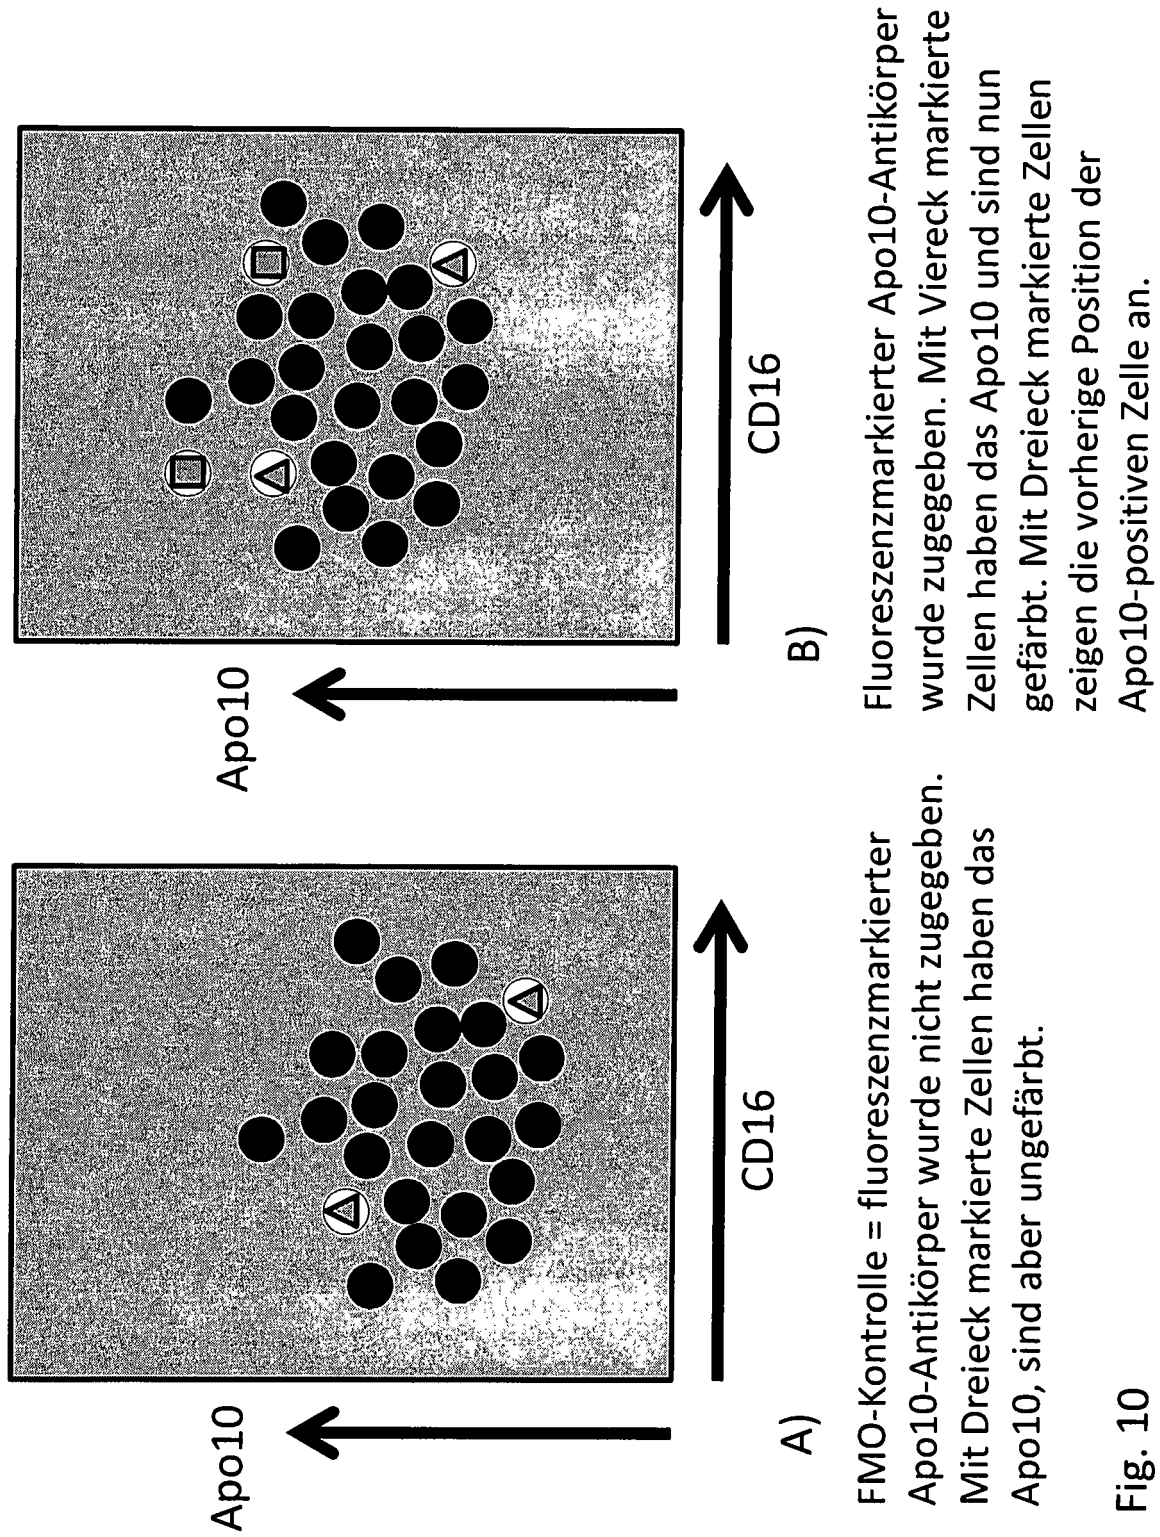 Apo10
CD16
A)
FMO-Kontrolle = fluoreszenzmarkierter
Apo10-Antikörper wurde nicht zugegeben.
Mit Dreieck markierte Zellen haben das
Apo10, sind aber ungefärbt.
Apo10
CD16
B)
Fluoreszenzmarkierter Apo10-Antikörper
wurde zugegeben. Mit Viereck markierte
Zellen haben das Apo10 und sind nun
gefärbt. Mit Dreieck markierte Zellen
zeigen die vorherige Position der
Apo10-positiven Zelle an.
Fig. 10